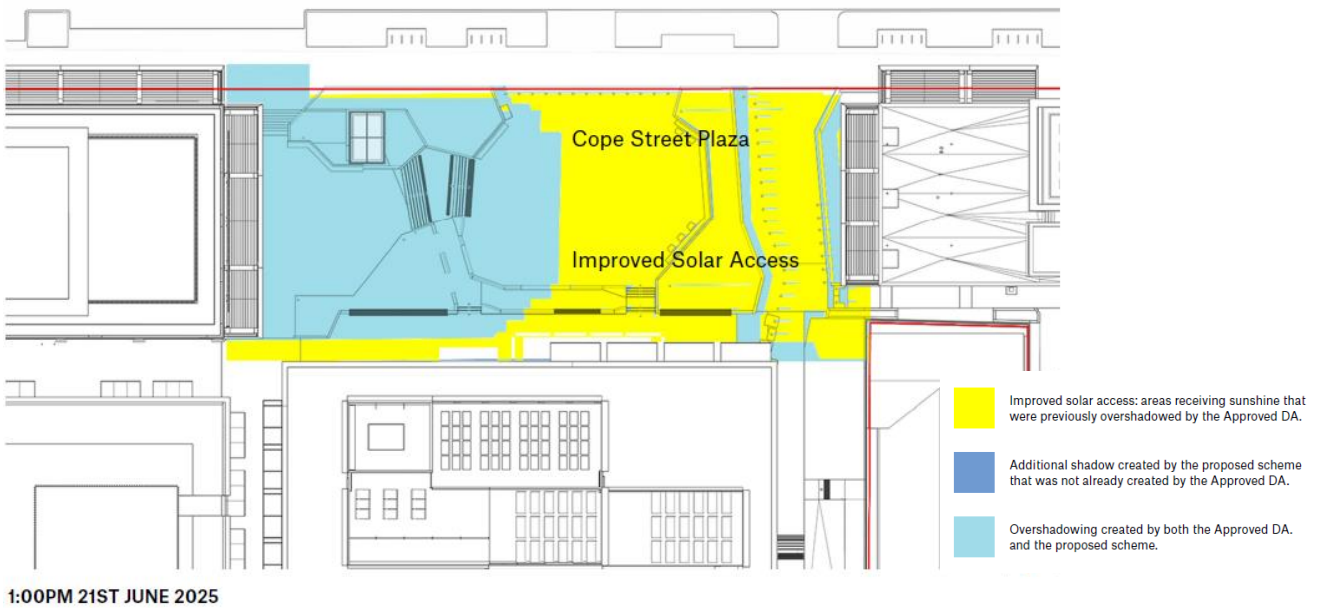 Cope Street Plaza
Improved Solar Access
Improved solar access: areas receiving sunshine that
were previously overshadowed by the Approved DA.
Additional shadow created by the proposed scheme
that was not already created by the Approved DA.
Overshadowing created by both the Approved DA.
and the proposed scheme.
1:00PM 21ST JUNE 2025